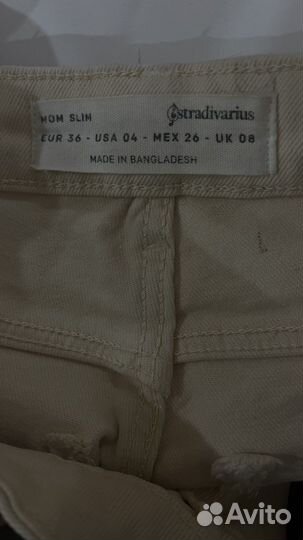 MOM SLIM
stradivarius
EUR 36 - USA 04 - MEX 26 - UK 08
MADE IN BANGLADESH
Avito